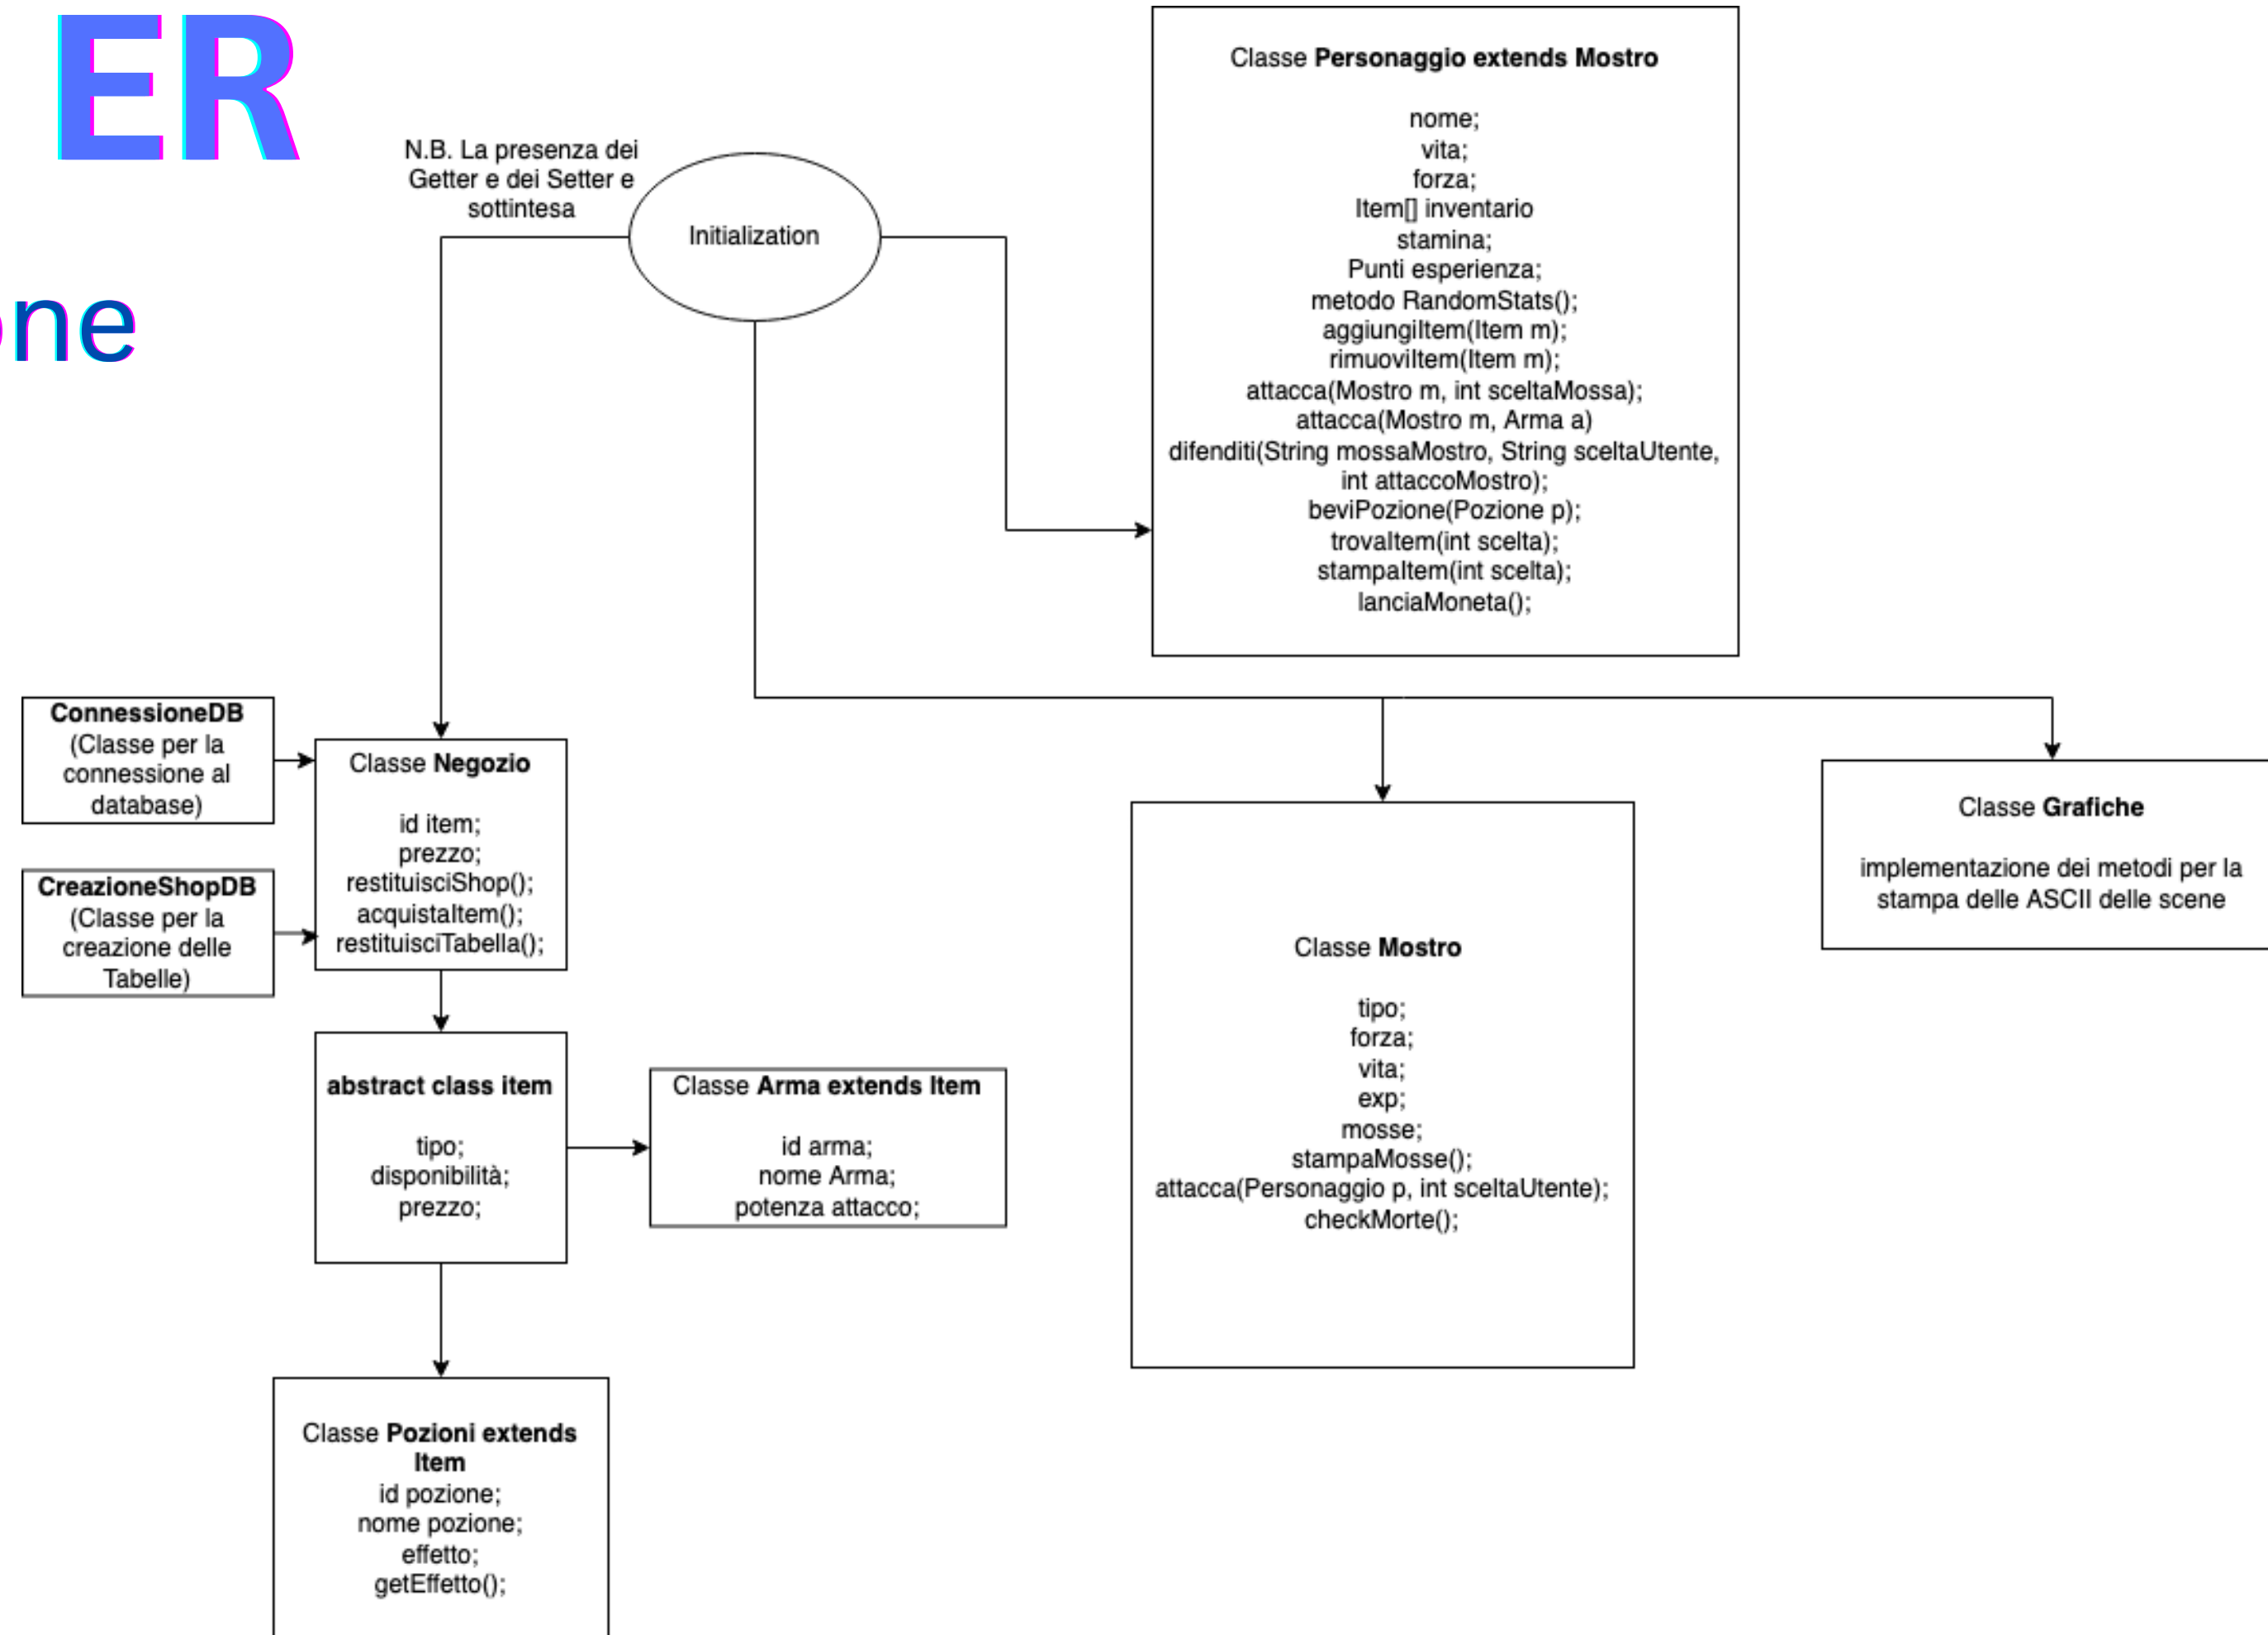 ER
one
N.B. La presenza dei
Getter e dei Setter e
sottintesa
Initialization
Classe Personaggio extends Mostro
nome;
vita;
forza;
Item[] inventario
stamina;
Punti esperienza;
metodo RandomStats();
aggiungiItem(Item m);
rimuoviItem(Item m);
attacca(Mostro m, int sceltaMossa);
attacca(Mostro m, Arma a)
difenditi(String mossaMostro, String sceltaUtente,
int attaccoMostro);
beviPozione(Pozione p);
trovaItem(int scelta);
stampaItem(int scelta);
lanciaMoneta();
ConnessioneDB
(Classe per la
connessione al
database)
CreazioneShopDB
(Classe per la
creazione delle
Tabelle)
Classe Negozio
id item;
prezzo;
restituisciShop();
acquistaItem();
restituisciTabella();
abstract class item
tipo;
disponibilità;
prezzo;
Classe Arma extends Item
id arma;
nome Arma;
potenza attacco;
Classe Pozioni extends
Item
id pozione;
nome pozione;
effetto;
getEffetto();
Classe Mostro
tipo;
forza;
vita;
exp;
mosse;
stampaMosse();
attacca(Personaggio p, int sceltaUtente);
checkMorte();
Classe Grafiche
implementazione dei metodi per la
stampa delle ASCII delle scene